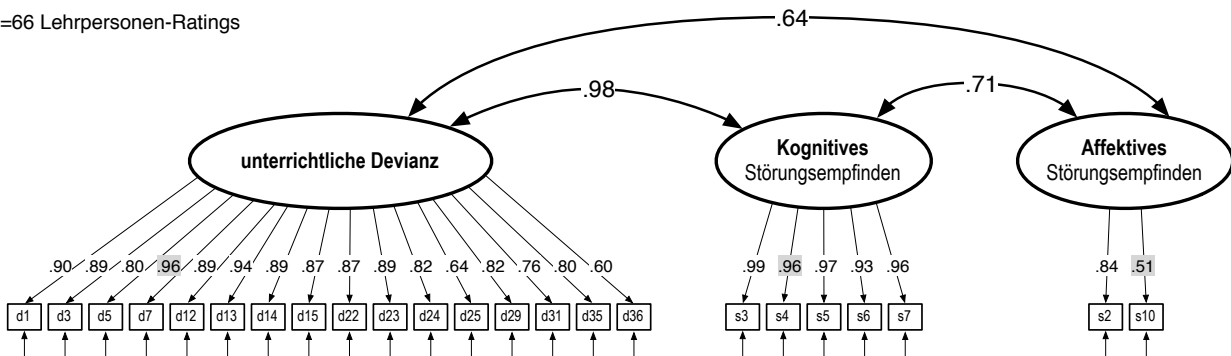 =66 Lehrpersonen-Ratings
.64
.98
.71
unterrichtliche Devianz
Kognitives
Störungsempfinden
Affektives
Störungsempfinden
.90 .89 .80 .96 .89 .94 .89 .87 .87 .89 .82 .64 .82 .76 .80 .60
.99 .96 .97 .93 .96
.84 .51
d1 d3 d5 d7 d12 d13 d14 d15 d22 d23 d24 d25 d29 d31 d35 d36
s3 s4 s5 s6 s7
s2 s10